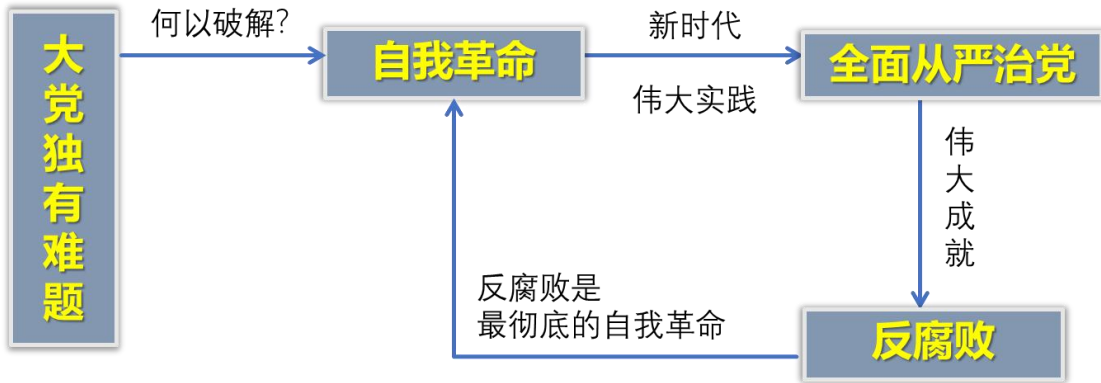 大党独有难题
何以破解?
自我革命
新时代
伟大实践
全面从严治党
伟大成就
反腐败
反腐败是
最彻底的自我革命